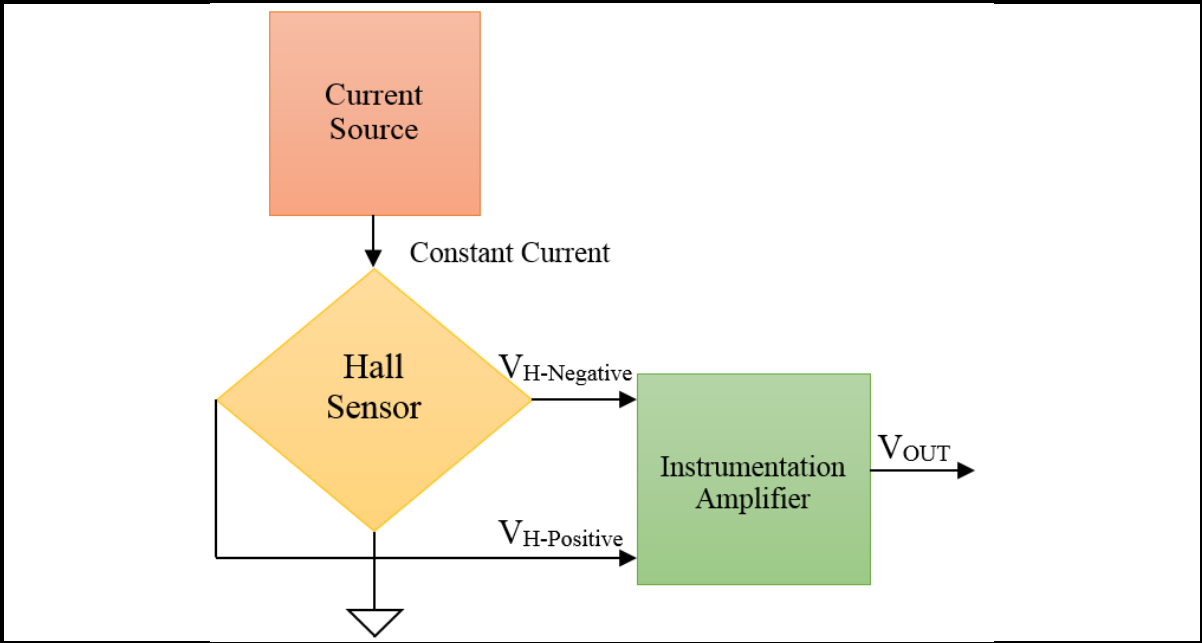 Current
Source
Constant Current
Hall
Sensor
VH-Negative
VH-Positive
Instrumentation
Amplifier
VOUT